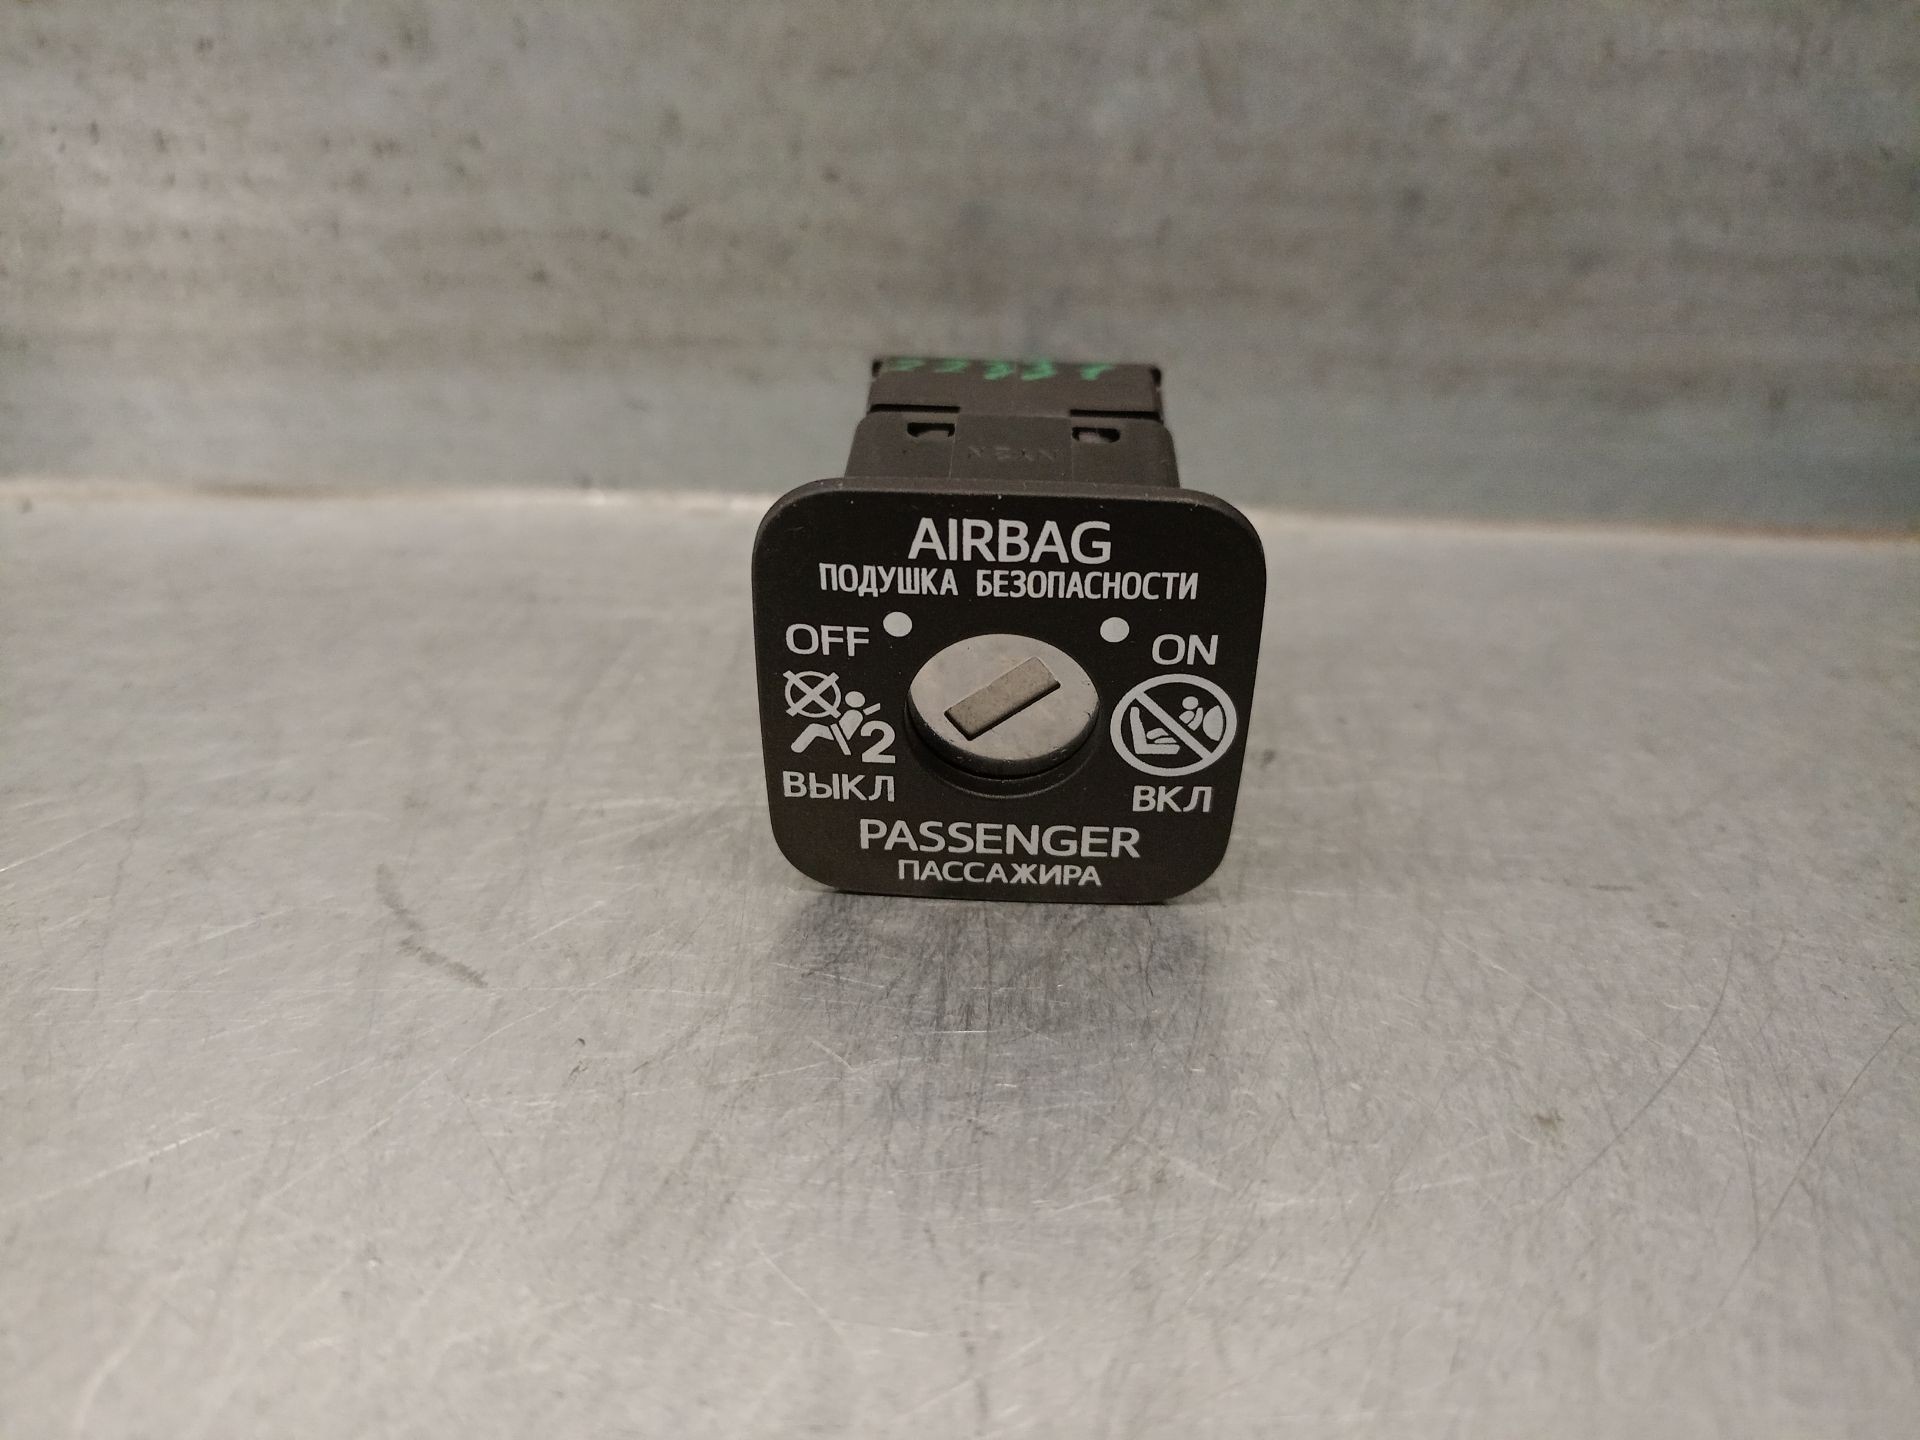 AIRBAG
ПОДУШКА БЕЗОПАСНОСТИ
OFF
ON
2
ВЫКЛ
ВКЛ
PASSENGER
ПАССАЖИРА